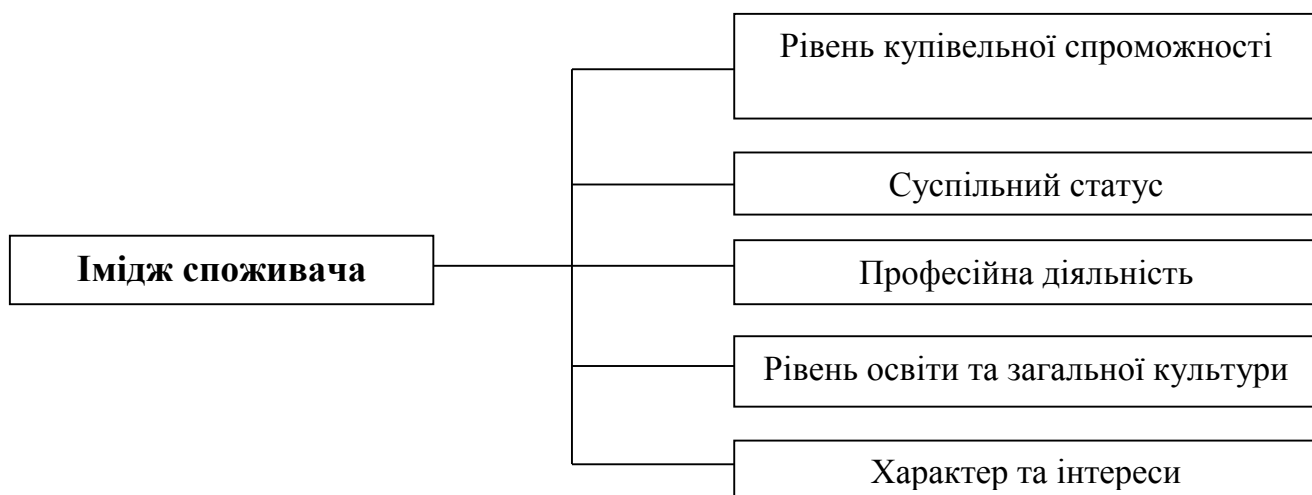 Рівень купівельної спроможності
Суспільний статус
Імідж споживача
Професійна діяльність
Рівень освіти та загальної культури
Характер та інтереси